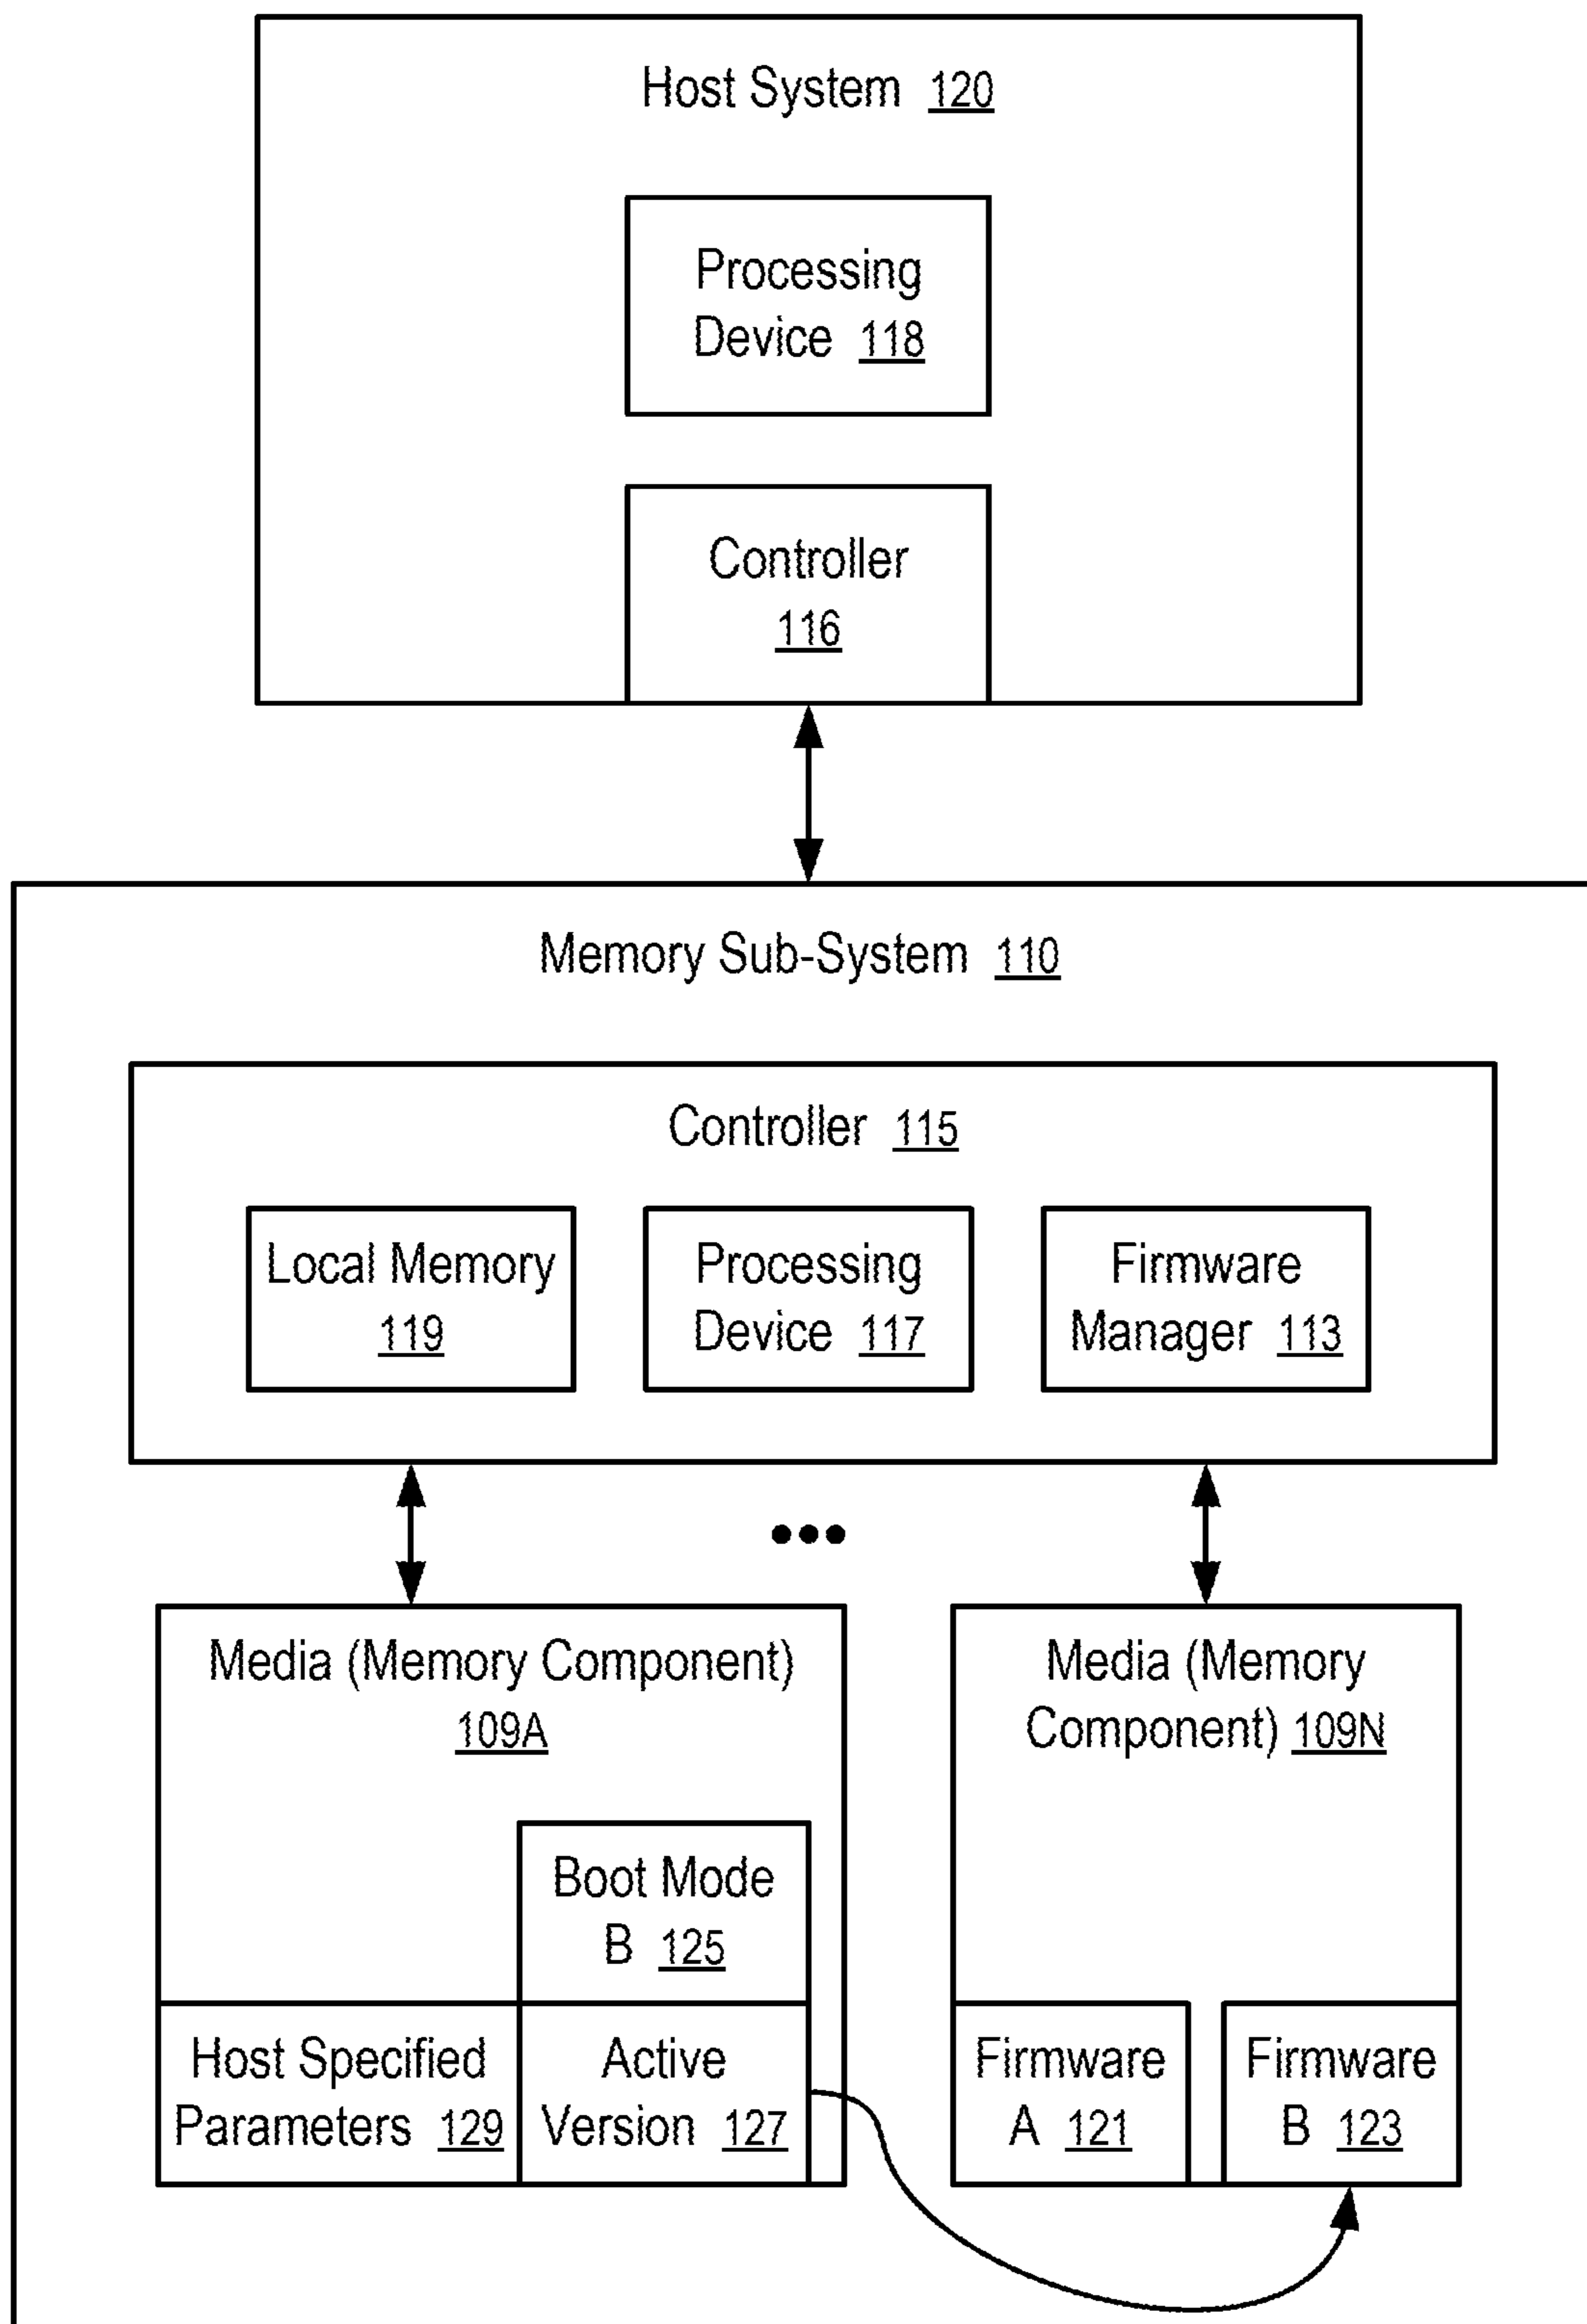 Host System 120
Processing
Device 118
Controller
116
Memory Sub-System 110
Controller 115
Local Memory
119
Processing
Device 117
Firmware
Manager 113
Media (Memory Component)
109A
Boot Mode
B 125
Host Specified
Parameters 129
Active
Version 127
Media (Memory
Component) 109N
Firmware
A 121
Firmware
B 123